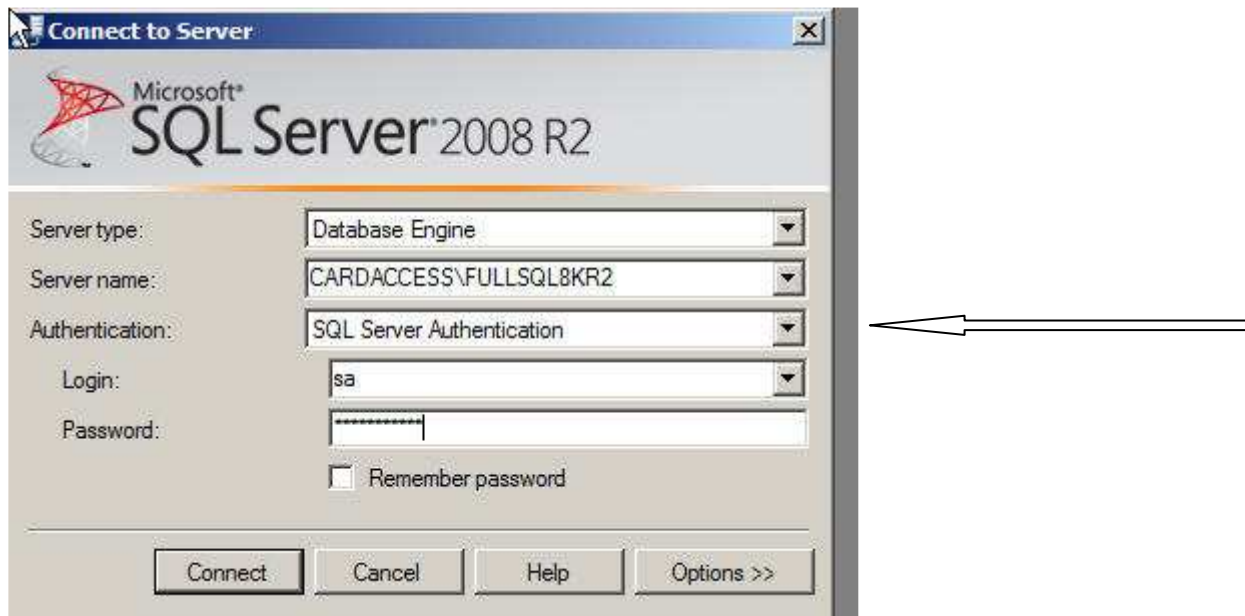 Connect to Server
Microsoft®
SQL Server® 2008 R2
Server type: Database Engine
Server name: CARDACCESS\FULLSQL8KR2
Authentication: SQL Server Authentication
Login: sa
Password: ***********
Remember password
Connect Cancel Help Options >>